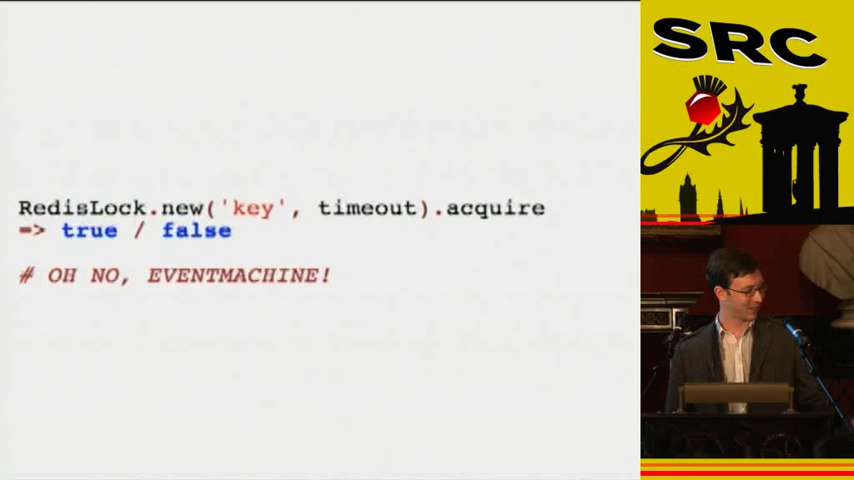 RedisLock.new('key', timeout).acquire
=> true / false
# OH NO, EVENTMACHINE!
SRC